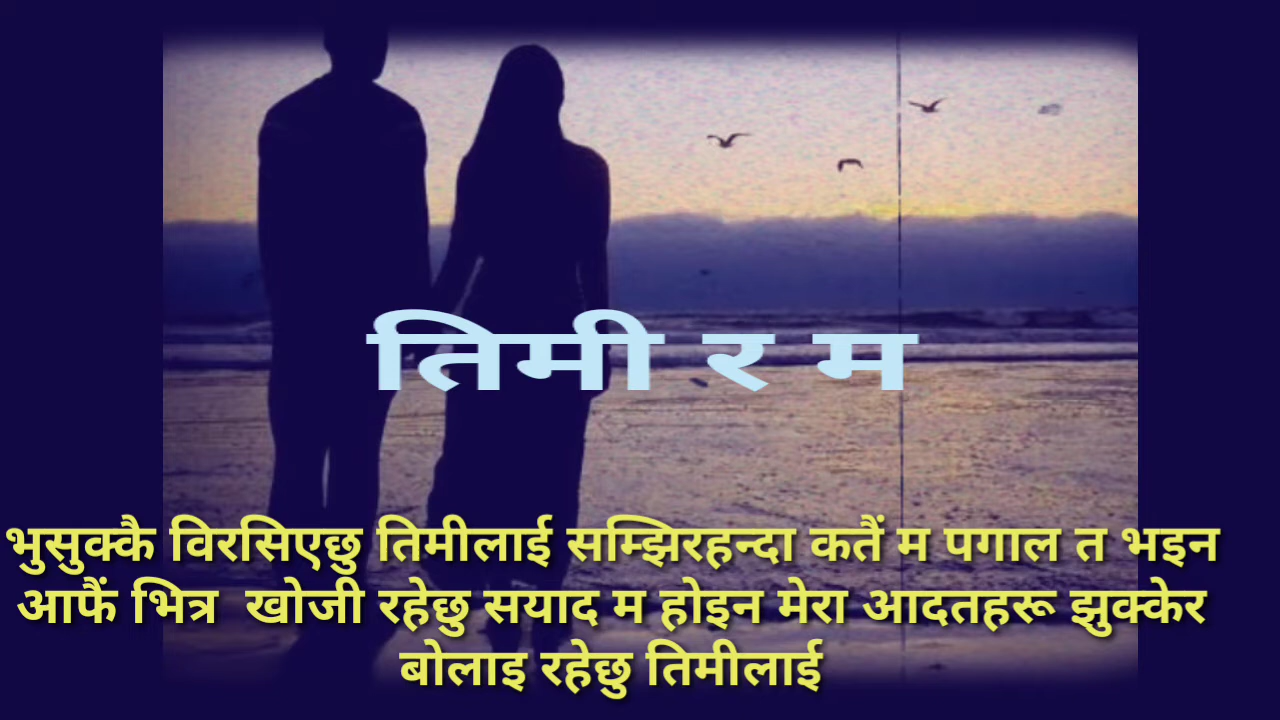 तिमी र म
भुसुक्कै विरसिएछु तिमीलाई सम्झिरहन्दा कतैं म पगाल त भइन
आफैं भित्र खोजी रहेछु सयाद म होइन मेरा आदतहरू झुक्केर
बोलाइ रहेछु तिमीलाई